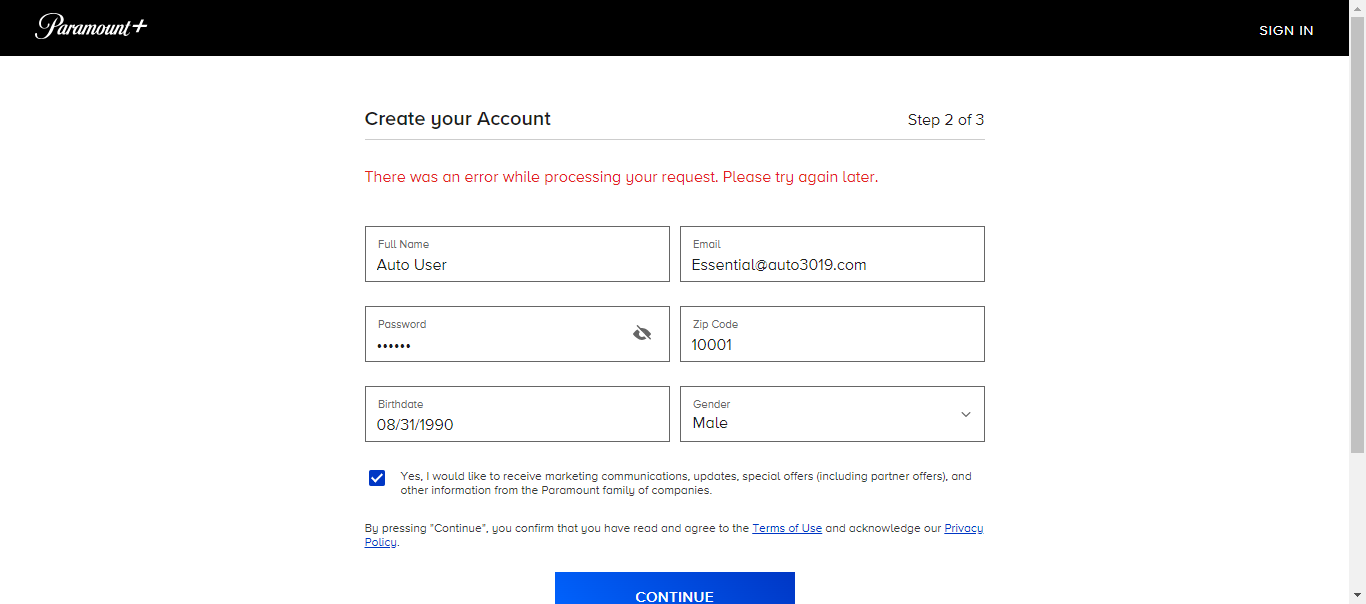 Paramount+
SIGN IN
Create your Account
Step 2 of 3
There was an error while processing your request. Please try again later.
Full Name
Auto User
Email
Essential@auto3019.com
Password
••••••
Zip Code
10001
Birthdate
08/31/1990
Gender
Male
Yes, I would like to receive marketing communications, updates, special offers (including partner offers), and
other information from the Paramount family of companies.
By pressing "Continue", you confirm that you have read and agree to the Terms of Use and acknowledge our Privacy
Policy.
CONTINUE